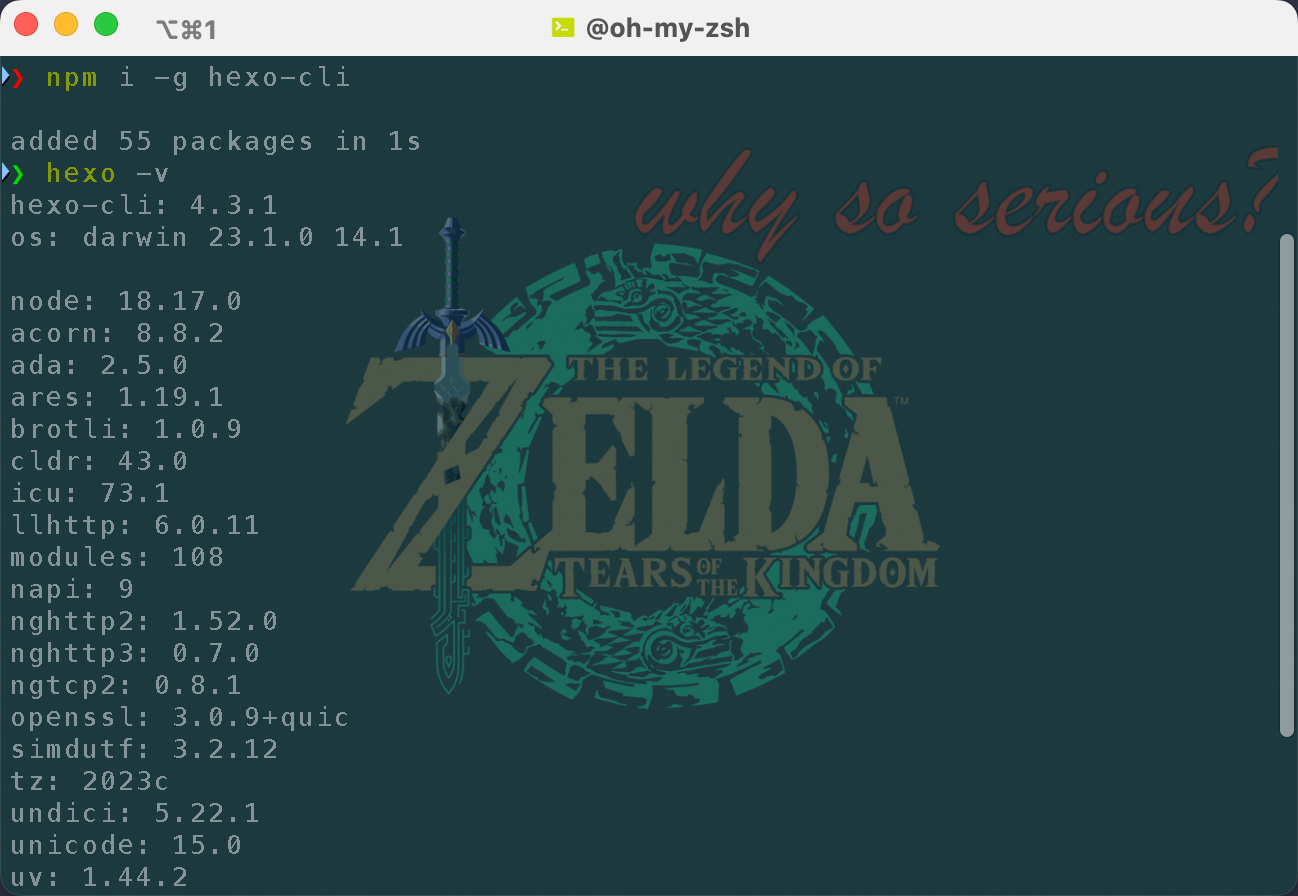 ⌥⌘1
@oh-my-zsh
❯ npm i -g hexo-cli
added 55 packages in 1s
❯ hexo -v
hexo-cli: 4.3.1
os: darwin 23.1.0 14.1
node: 18.17.0
acorn: 8.8.2
ada: 2.5.0
ares: 1.19.1
brotli: 1.0.9
cldr: 43.0
icu: 73.1
llhttp: 6.0.11
modules: 108
napi: 9
nghttp2: 1.52.0
nghttp3: 0.7.0
ngtcp2: 0.8.1
openssl: 3.0.9+quic
simdutf: 3.2.12
tz: 2023c
undici: 5.22.1
unicode: 15.0
uv: 1.44.2
why so serious?
THE LEGEND OF
ZELDA™
TEARS OF THE KINGDOM